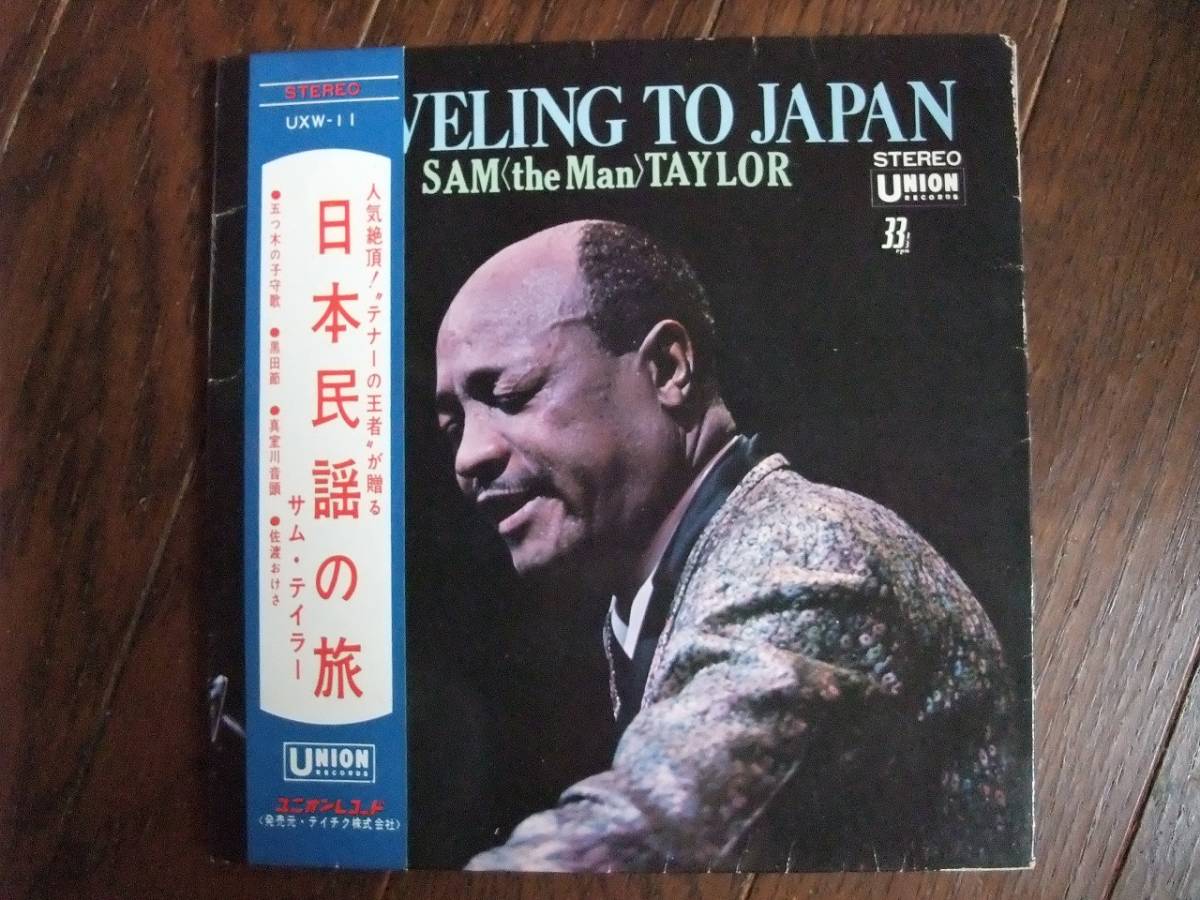 STEREO
UXW-11
人気絶頂！〝テナーの王者〟が贈る
日本民謡の旅
サム・テイラー
●五つ木の子守歌 ●黒田節 ●真室川音頭 ●佐渡おけさ
UNION
RECORDS
ユニオンレコード
〈発売元・テイチク株式会社〉
VELING TO JAPAN
SAM〈the Man〉TAYLOR
STEREO
UNION
RECORDS
33 1/3
rpm